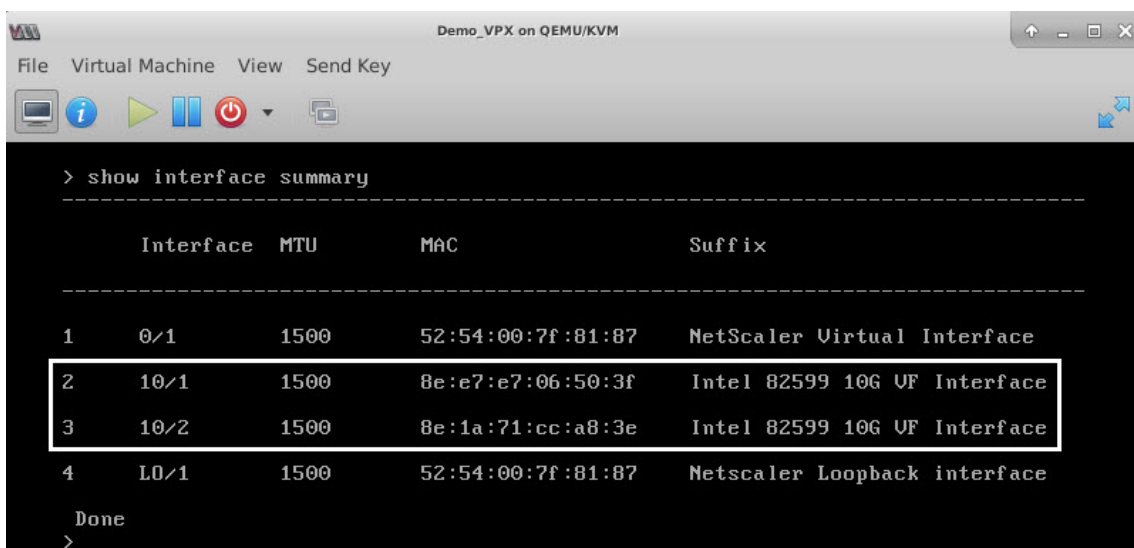 Demo_VPX on QEMU/KVM
File Virtual Machine View Send Key
> show interface summary
--------------------------------------------------------------------------------
Interface MTU MAC Suffix
--------------------------------------------------------------------------------
1 0/1 1500 52:54:00:7f:81:87 NetScaler Virtual Interface
2 10/1 1500 8e:e7:e7:06:50:3f Intel 82599 10G VF Interface
3 10/2 1500 8e:1a:71:cc:a8:3e Intel 82599 10G VF Interface
4 LO/1 1500 52:54:00:7f:81:87 Netscaler Loopback interface
Done
>